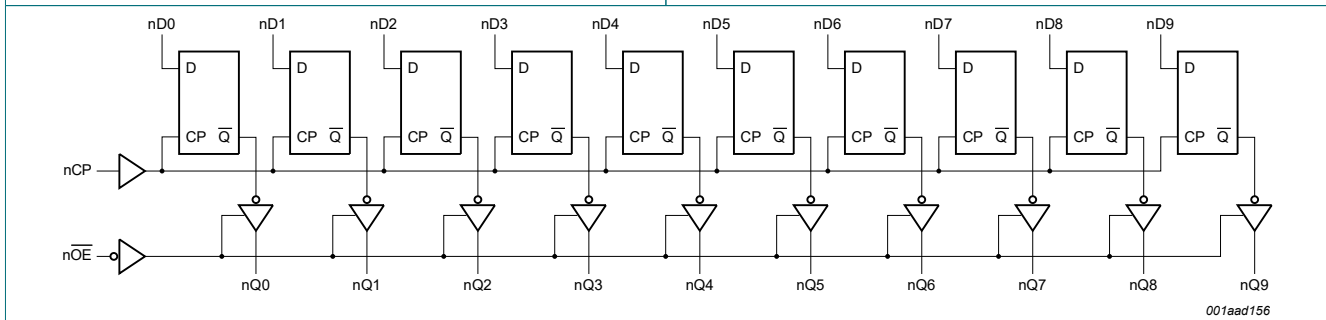 nD0 nD1 nD2 nD3 nD4 nD5 nD6 nD7 nD8 nD9
D D D D D D D D D D
CP Q̅ CP Q̅ CP Q̅ CP Q̅ CP Q̅ CP Q̅ CP Q̅ CP Q̅ CP Q̅ CP Q̅
nCP
nO̅E̅
nQ0 nQ1 nQ2 nQ3 nQ4 nQ5 nQ6 nQ7 nQ8 nQ9
001aad156